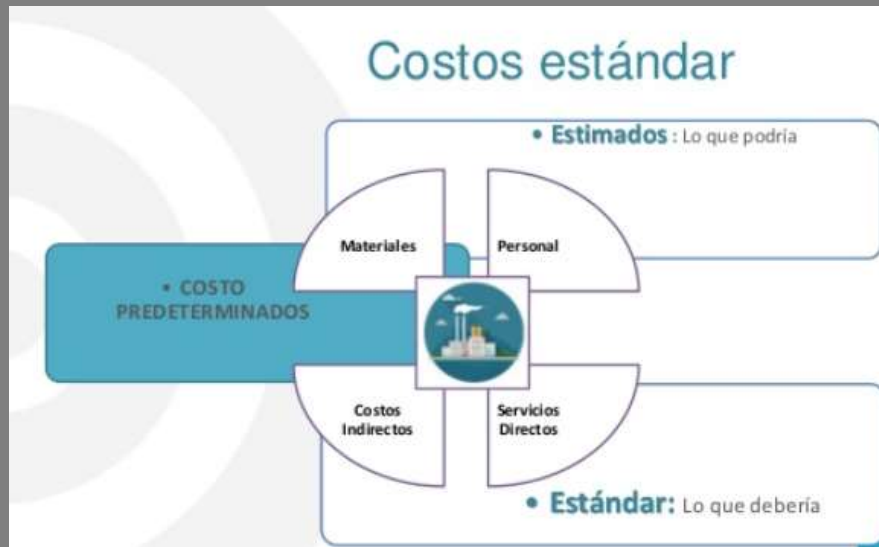 Costos estándar
• Estimados : Lo que podría
Materiales
Personal
• COSTO
PREDETERMINADOS
Costos
Indirectos
Servicios
Directos
• Estándar: Lo que debería